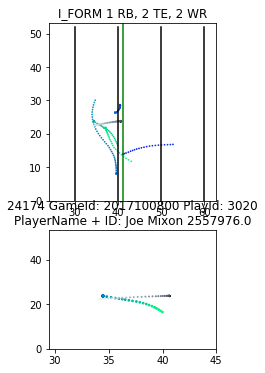 I_FORM 1 RB, 2 TE, 2 WR
50
40
30
20
10
0
30 40 50 60
24174 GameId: 2017100800 PlayId: 3020
PlayerName + ID: Joe Mixon 2557976.0
40
20
0
30 35 40 45